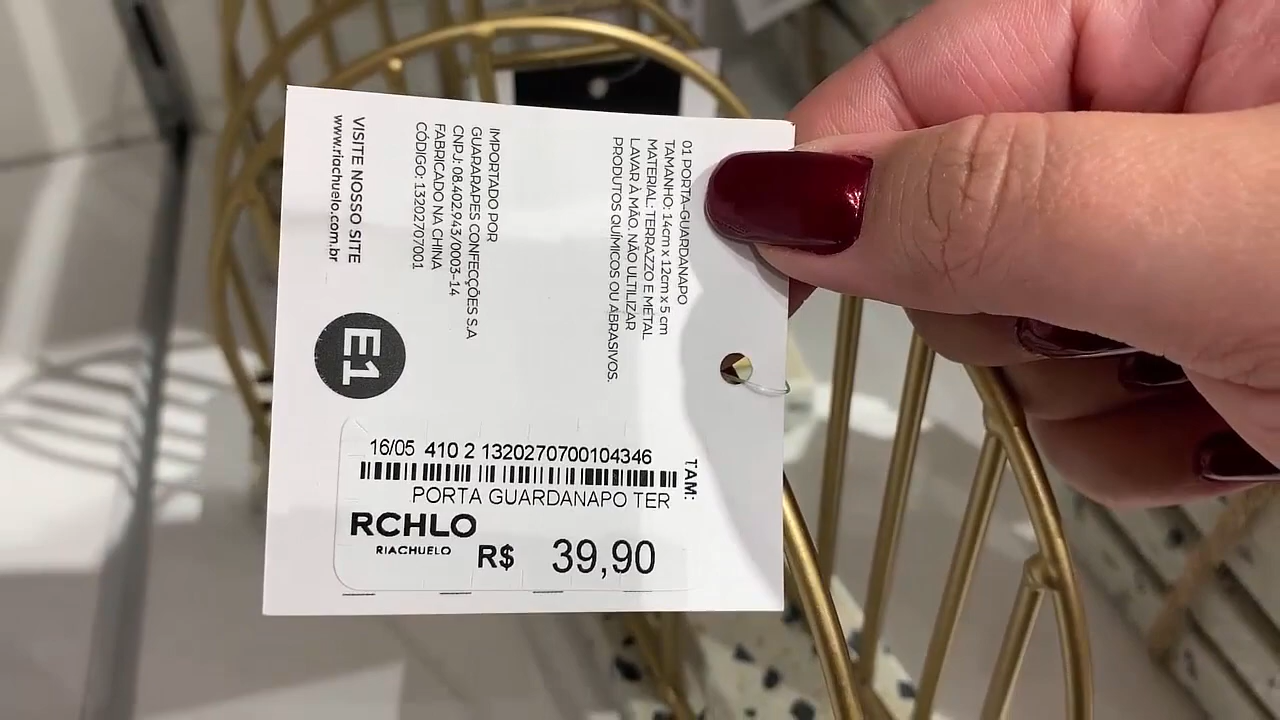 01 PORTA-GUARDANAPO
TAMANHO: 14cm x 12cm x 5 cm
MATERIAL: TERRAZZO E METAL
LAVAR À MÃO. NÃO ULTILIZAR
PRODUTOS QUÍMICOS OU ABRASIVOS.
IMPORTADO POR
GUARARAPES CONFECÇÕES S.A
CNPJ: 08.402.943/0003-14
FABRICADO NA CHINA
CÓDIGO: 13202707001
VISITE NOSSO SITE
www.riachuelo.com.br
E1
16/05 410 2 1320270700104346
TAM:
PORTA GUARDANAPO TER
RCHLO
RIACHUELO
R$ 39,90